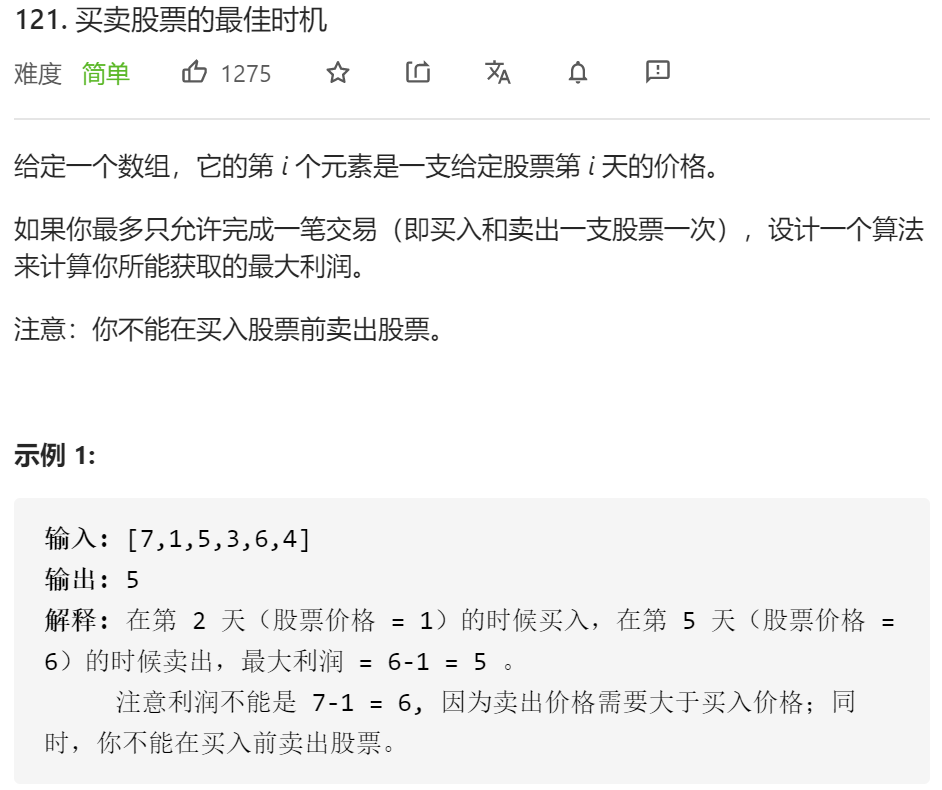 121. 买卖股票的最佳时机
难度 简单 1275
给定一个数组，它的第 i 个元素是一支给定股票第 i 天的价格。
如果你最多只允许完成一笔交易（即买入和卖出一支股票一次），设计一个算法
来计算你所能获取的最大利润。
注意：你不能在买入股票前卖出股票。
示例 1:
输入: [7,1,5,3,6,4]
输出: 5
解释: 在第 2 天（股票价格 = 1）的时候买入，在第 5 天（股票价格 =
6）的时候卖出，最大利润 = 6-1 = 5 。
注意利润不能是 7-1 = 6, 因为卖出价格需要大于买入价格；同
时，你不能在买入前卖出股票。